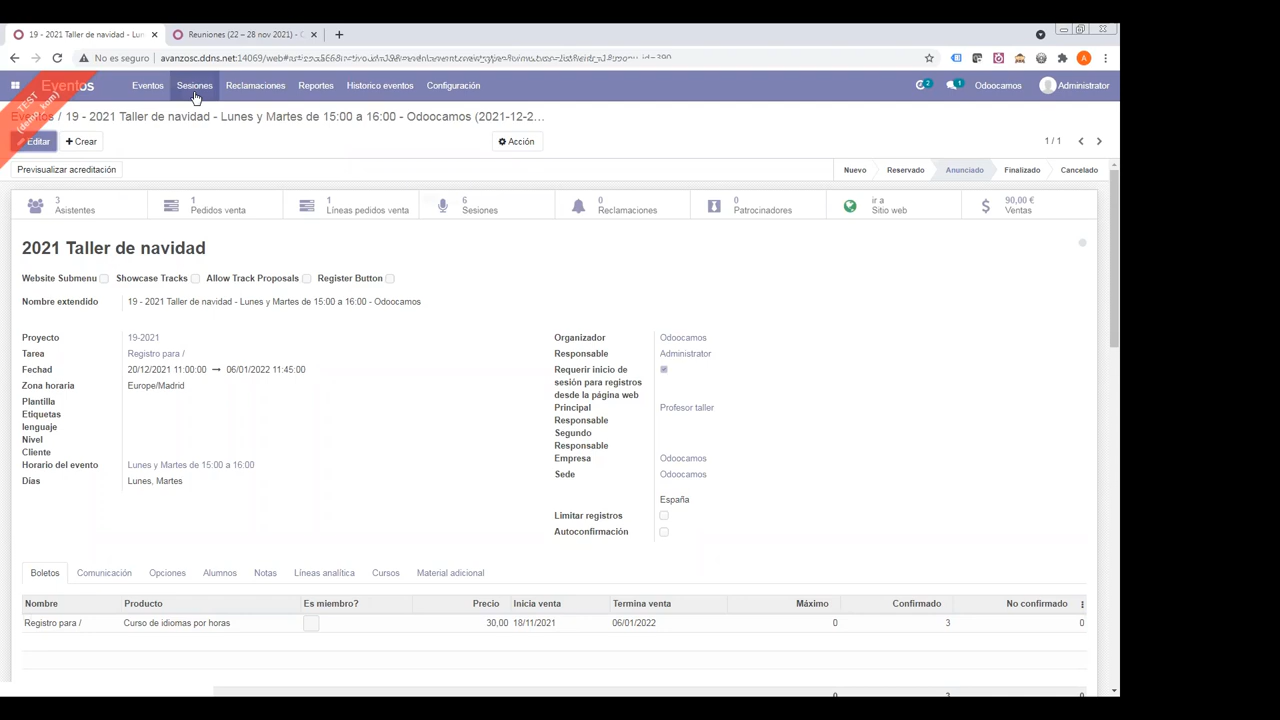 19 - 2021 Taller de navidad - Lun
Reuniones (22 – 28 nov 2021) -
No es seguro
A
Eventos
Eventos Sesiones Reclamaciones Reportes Historico eventos Configuración
2 1 Odoocamos Administrator
TEST
Eventos / 19 - 2021 Taller de navidad - Lunes y Martes de 15:00 a 16:00 - Odoocamos (2021-12-2...
Editar Crear Acción 1 / 1
Previsualizar acreditación Nuevo Reservado Anunciado Finalizado Cancelado
3 Asistentes
1 Pedidos venta
1 Líneas pedidos venta
6 Sesiones
0 Reclamaciones
0 Patrocinadores
ir a Sitio web
90,00 € Ventas
2021 Taller de navidad
Website Submenu Showcase Tracks Allow Track Proposals Register Button
Nombre extendido 19 - 2021 Taller de navidad - Lunes y Martes de 15:00 a 16:00 - Odoocamos
Proyecto 19-2021
Tarea Registro para /
Fechad 20/12/2021 11:00:00 → 06/01/2022 11:45:00
Zona horaria Europe/Madrid
Plantilla
Etiquetas
lenguaje
Nivel
Cliente
Horario del evento Lunes y Martes de 15:00 a 16:00
Días Lunes, Martes
Organizador Odoocamos
Responsable Administrator
Requerir inicio de
sesión para registros
desde la página web
Principal Profesor taller
Responsable
Segundo
Responsable
Empresa Odoocamos
Sede Odoocamos
España
Limitar registros
Autoconfirmación
Boletos Comunicación Opciones Alumnos Notas Líneas analítica Cursos Material adicional
Nombre Producto Es miembro? Precio Inicia venta Termina venta Máximo Confirmado No confirmado
Registro para / Curso de idiomas por horas 30,00 18/11/2021 06/01/2022 0 3 0